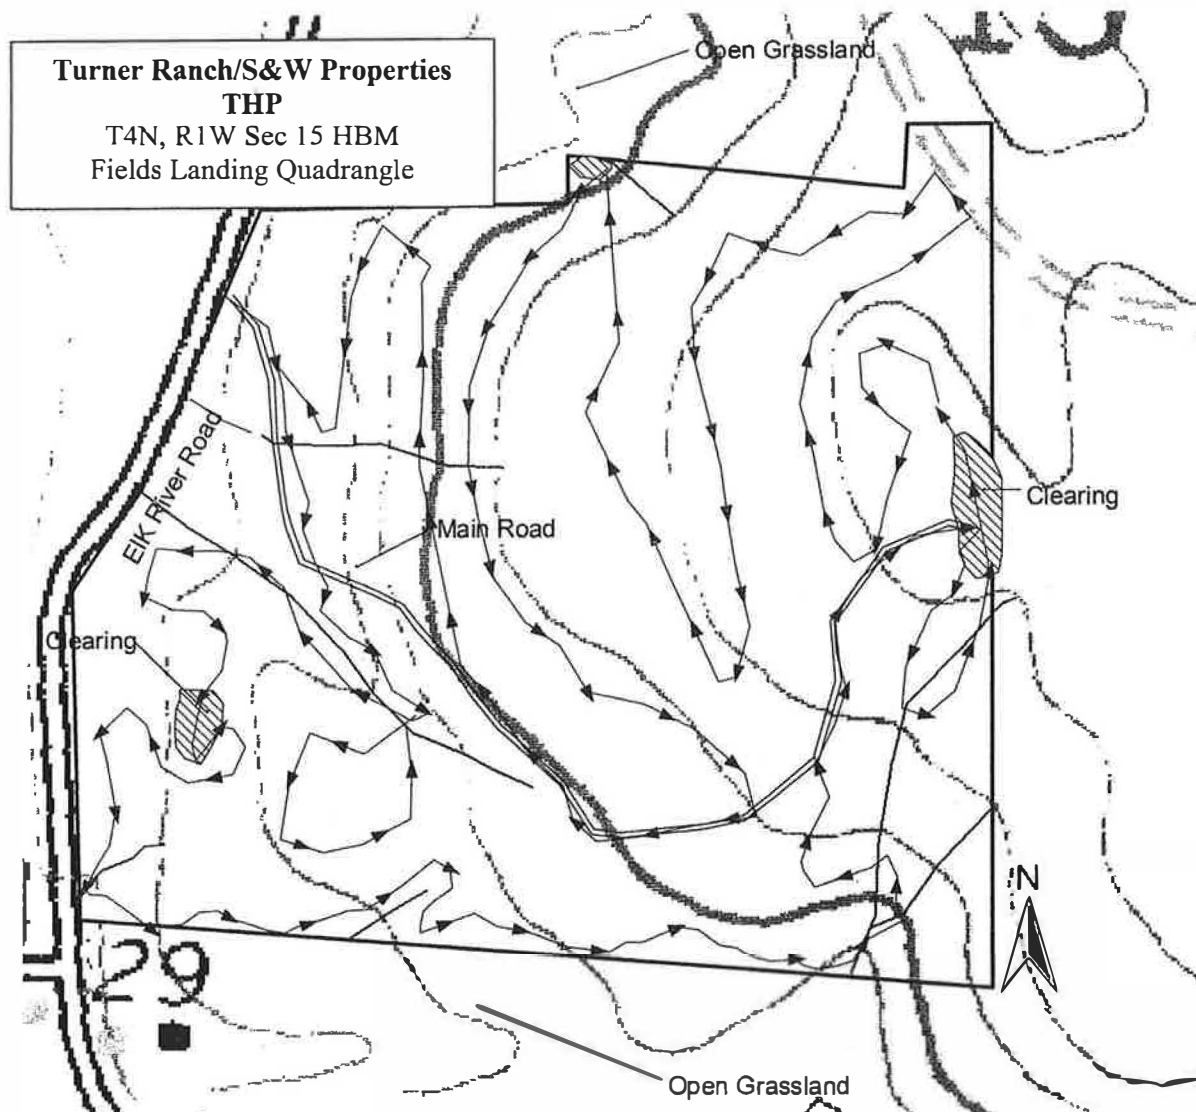 Turner Ranch/S&W Properties
THP
T4N, R1W Sec 15 HBM
Fields Landing Quadrangle
Open Grassland
10
ElK River Road
Main Road
Clearing
Clearing
N
29
Open Grassland